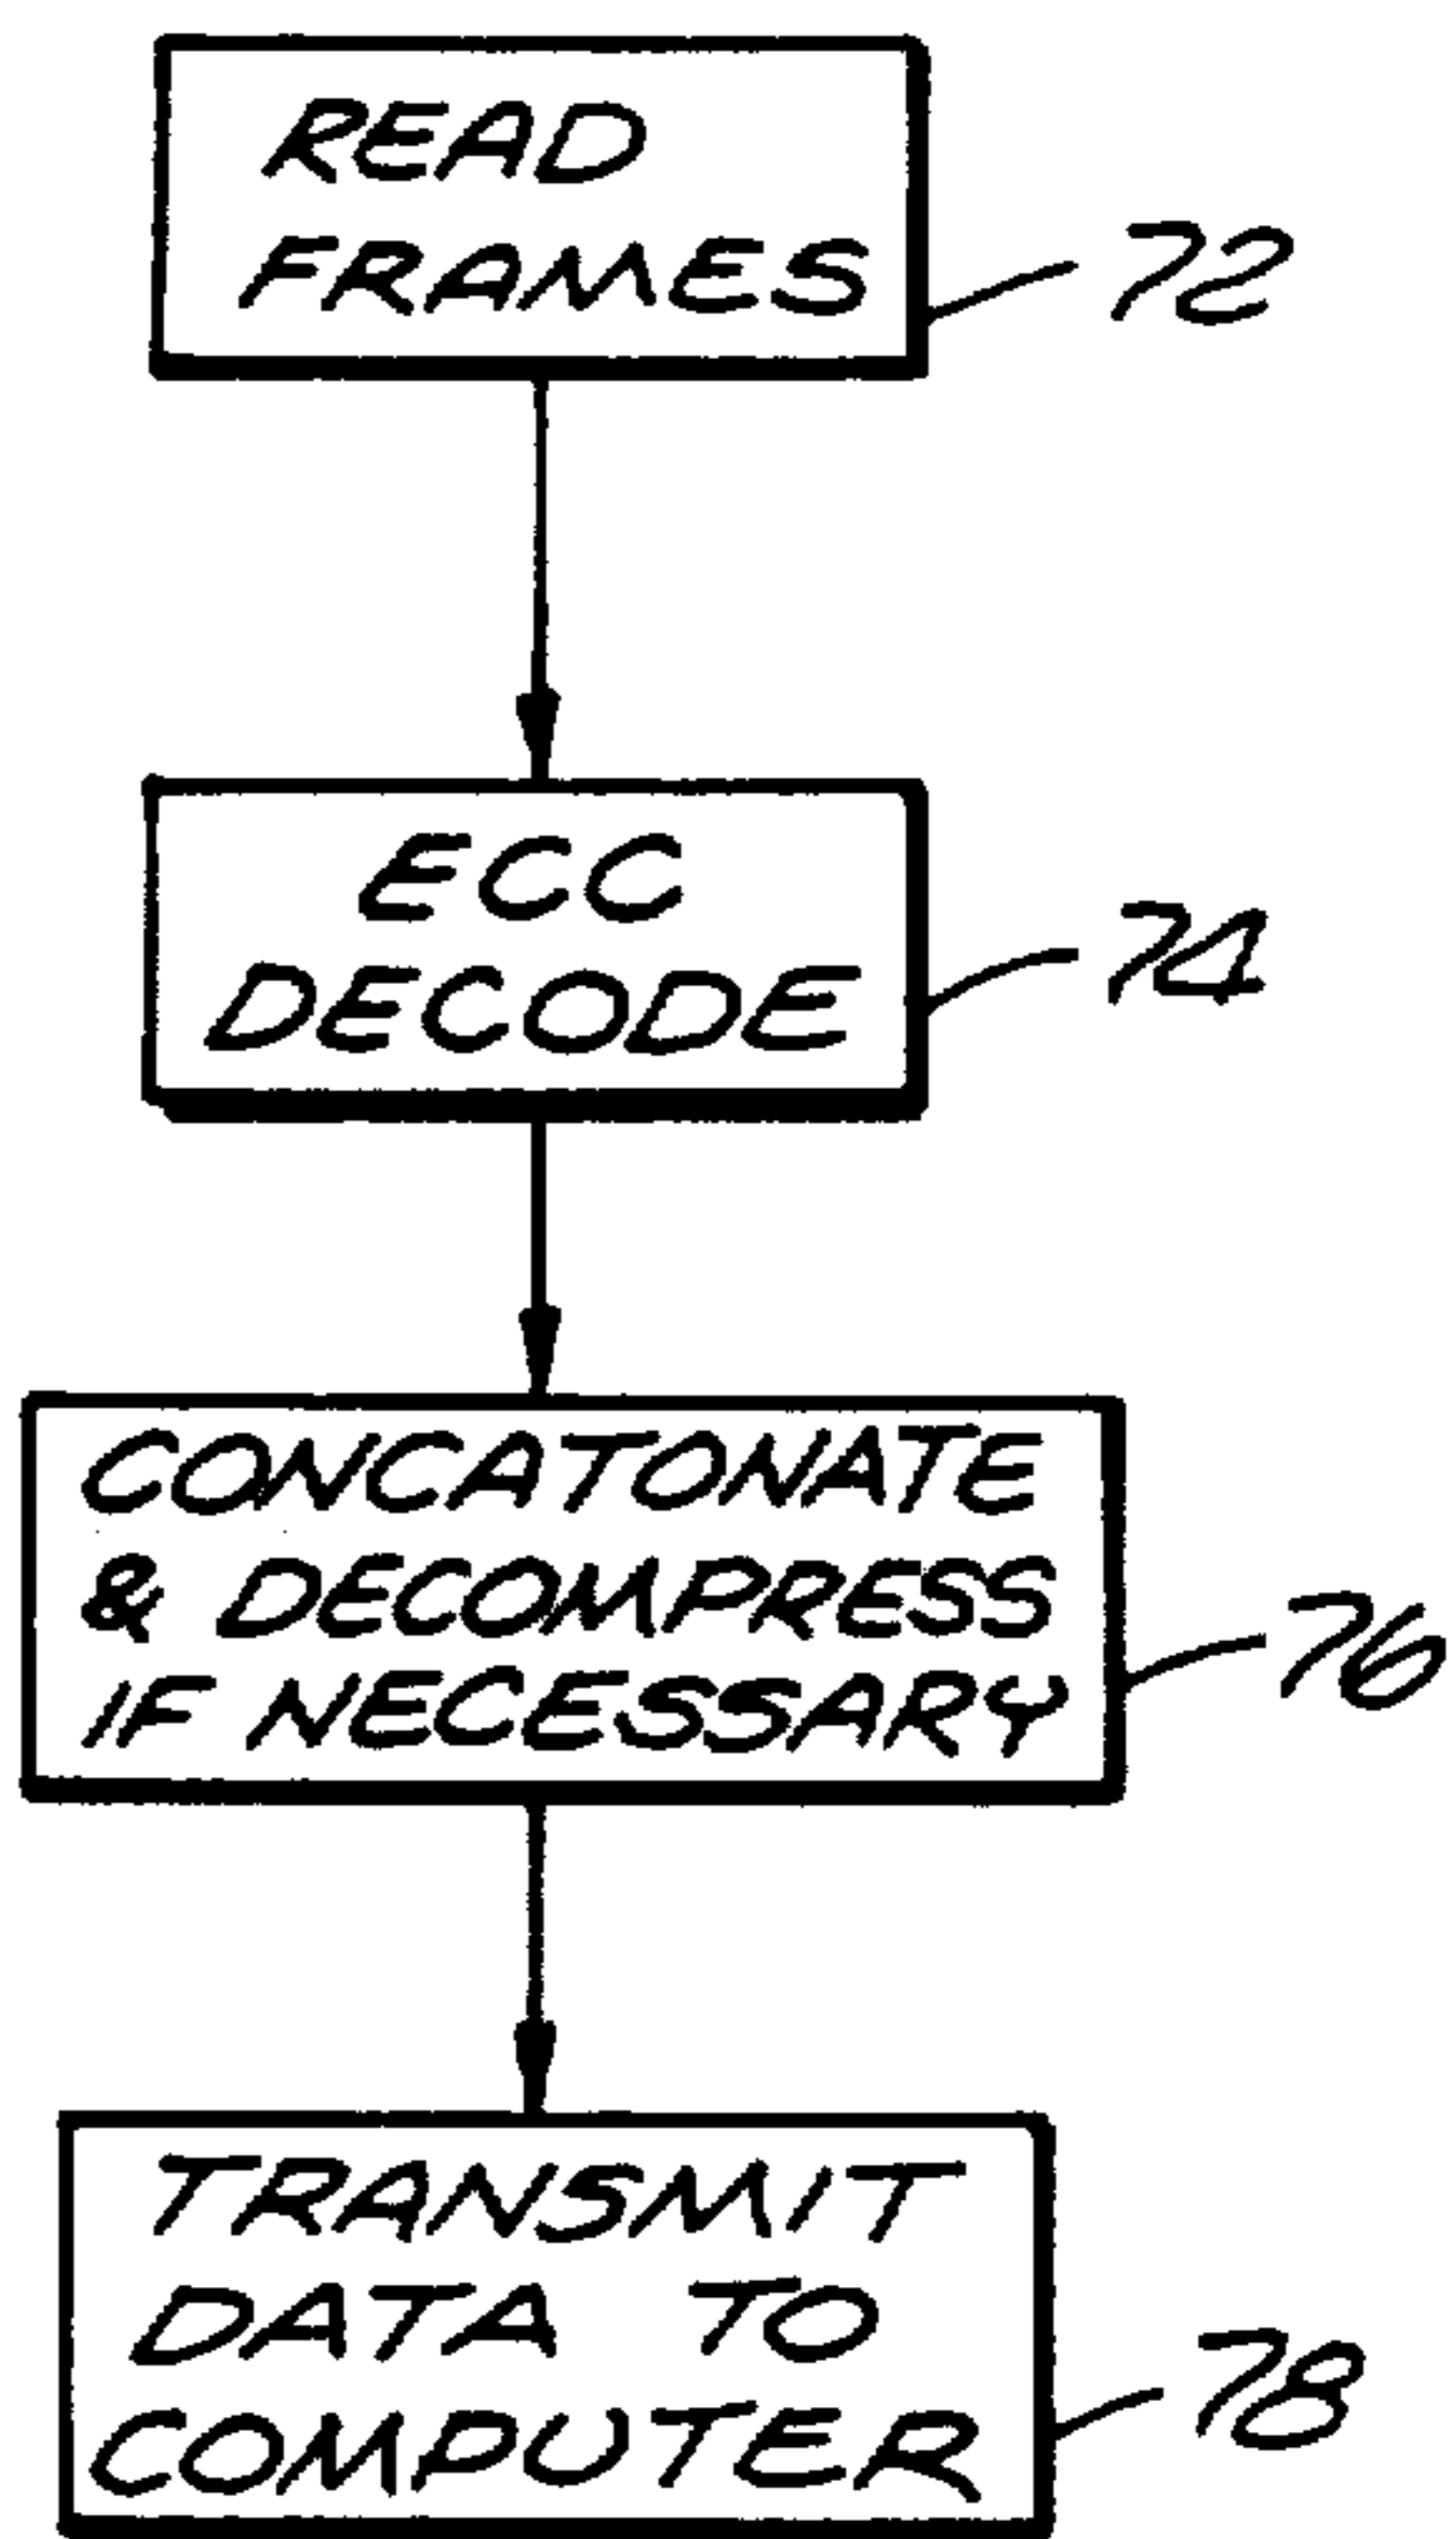 READ
FRAMES
72
ECC
DECODE
74
CONCATONATE
& DECOMPRESS
IF NECESSARY
76
TRANSMIT
DATA TO
COMPUTER
78